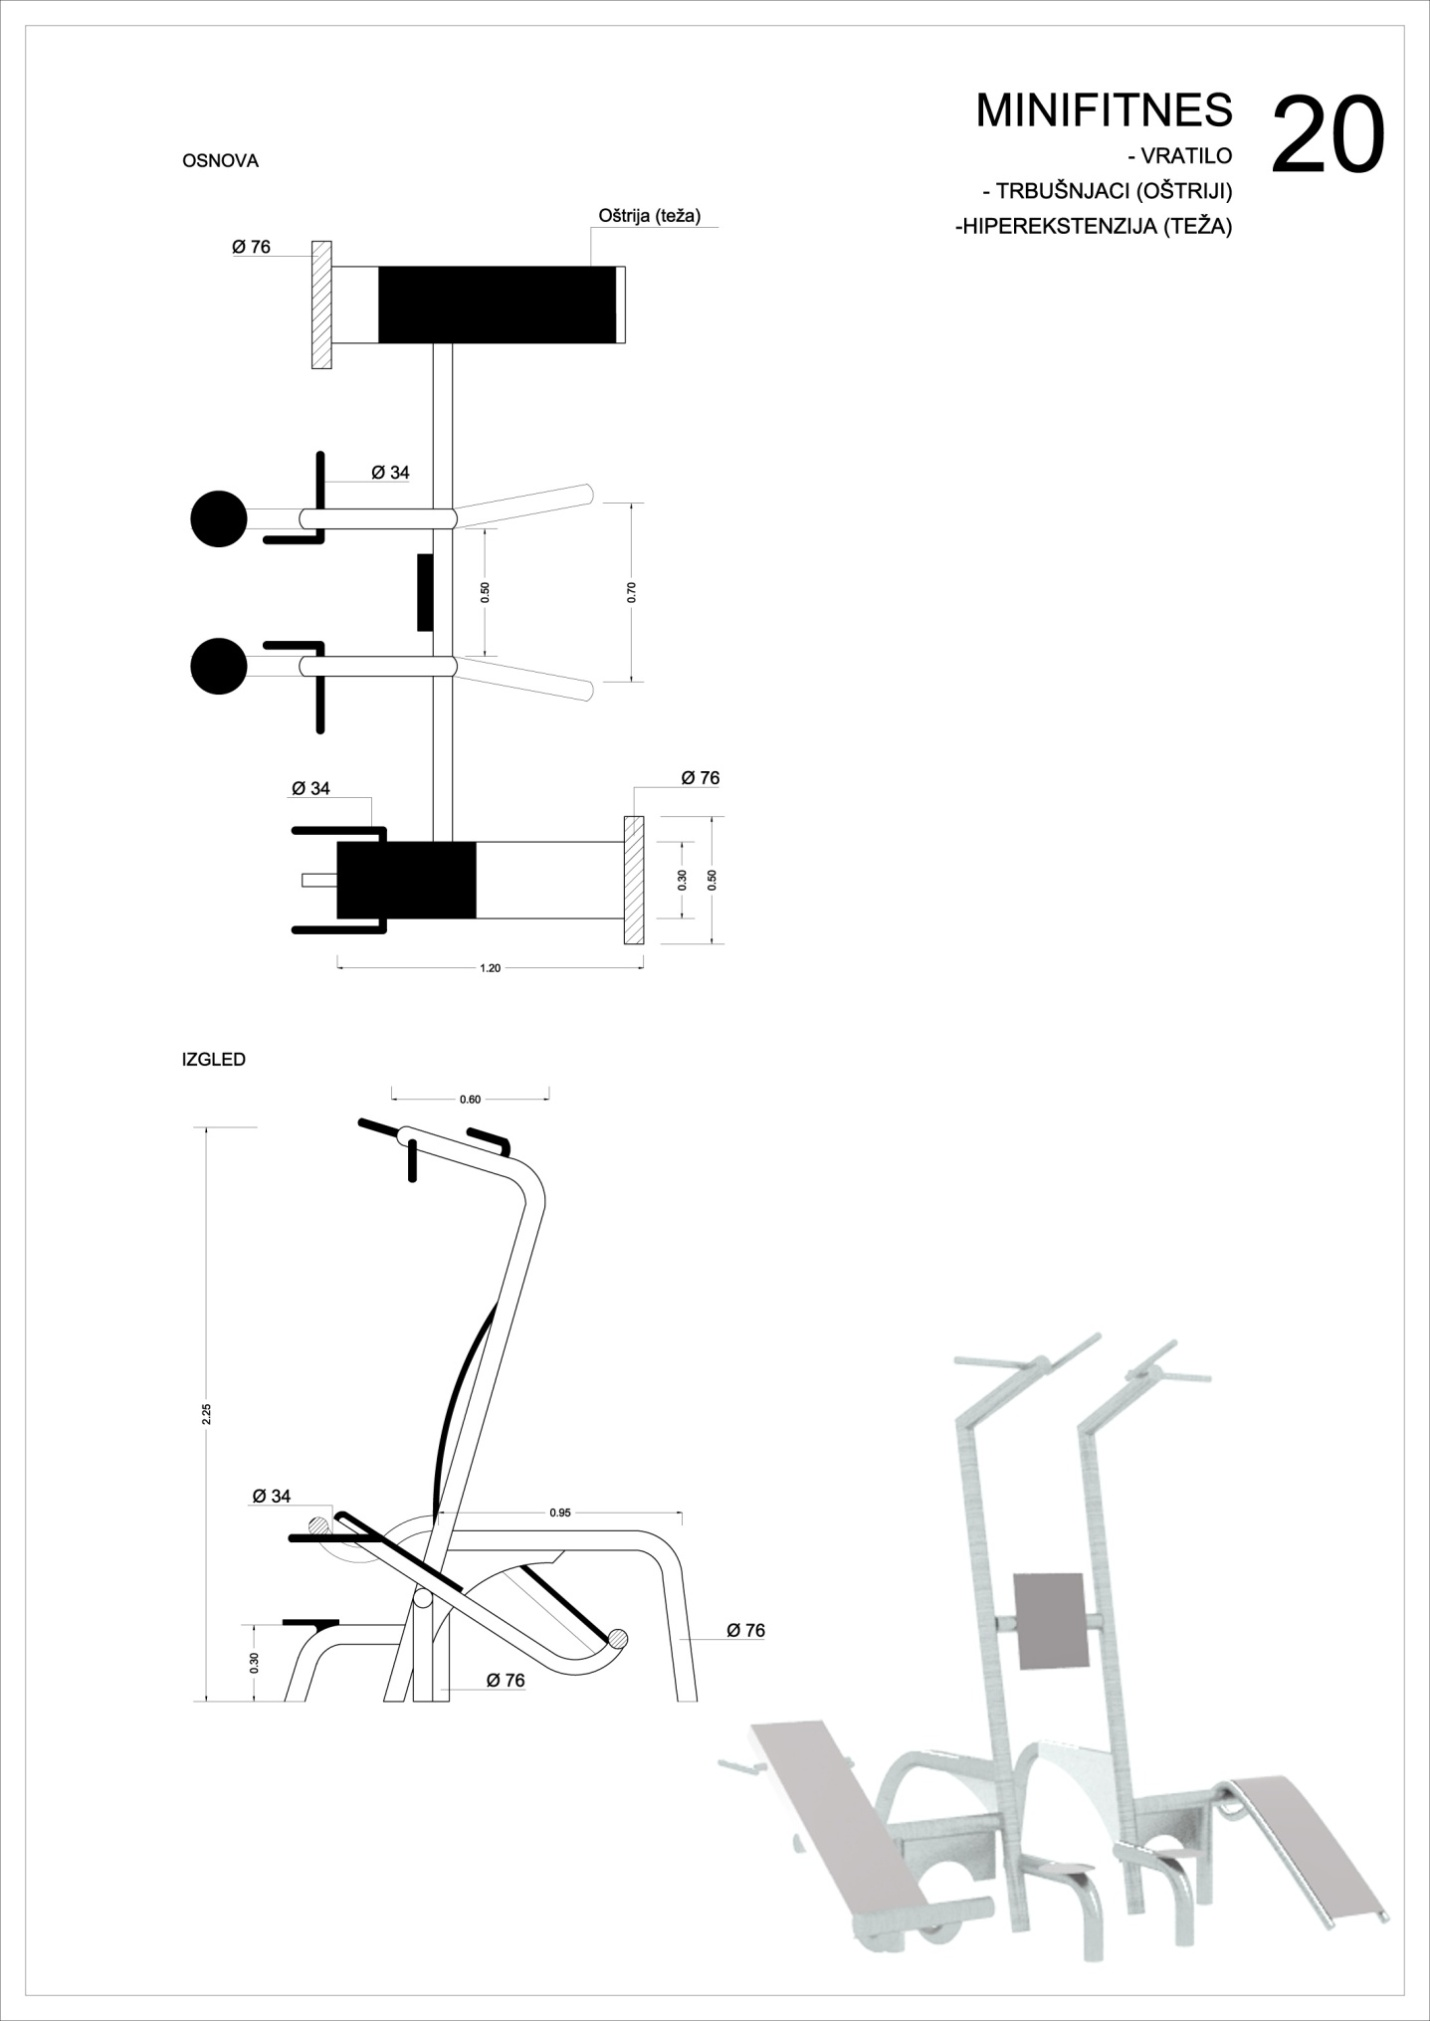 MINIFITNES 20
- VRATILO
- TRBUŠNJACI (OŠTRIJI)
-HIPEREKSTENZIJA (TEŽA)
OSNOVA
Oštrija (teža)
Ø 76
Ø 34
0.50
0.70
Ø 76
Ø 34
0.30
0.50
1.20
IZGLED
0.60
2.25
Ø 34
0.95
Ø 76
0.30
Ø 76